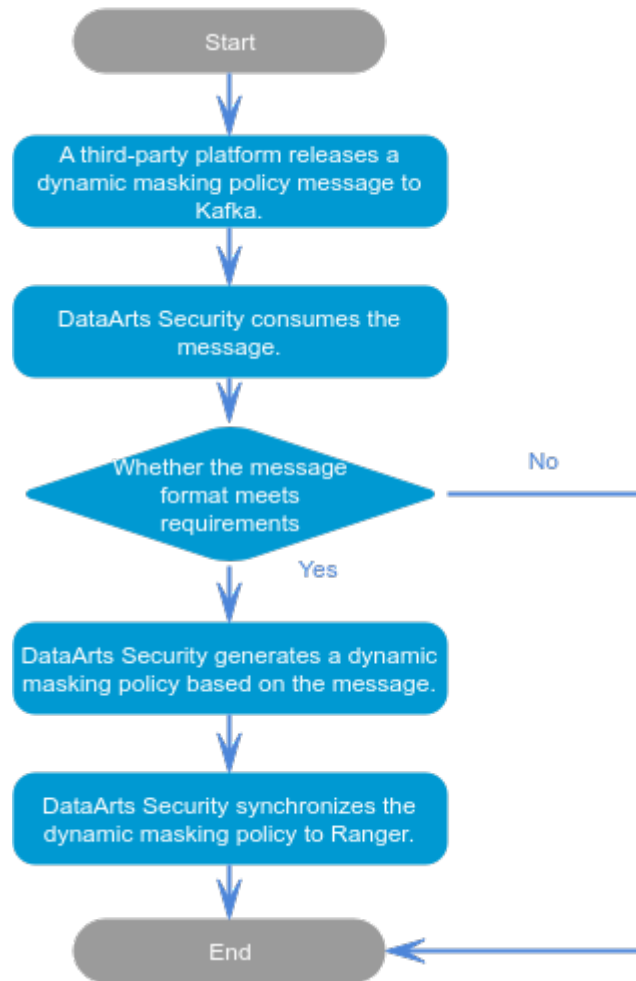 Start
A third-party platform releases a
dynamic masking policy message to
Kafka.
DataArts Security consumes the
message.
Whether the message
format meets
requirements
No
Yes
DataArts Security generates a dynamic
masking policy based on the message.
DataArts Security synchronizes the
dynamic masking policy to Ranger.
End